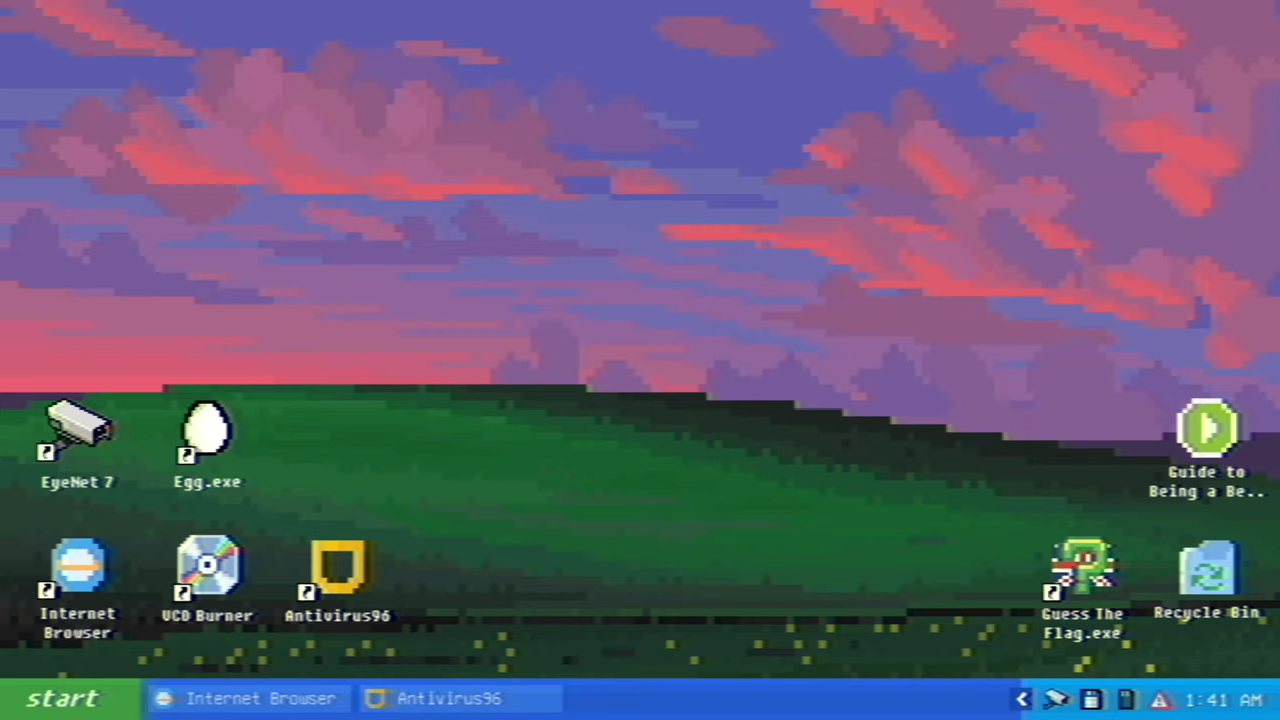 EyeNet 7
Egg.exe
Guide to
Being a Be..
Internet
Browser
VCD Burner
Antivirus96
Guess The
Flag.exe
Recycle Bin
start
Internet Browser
Antivirus96
1:41 AM